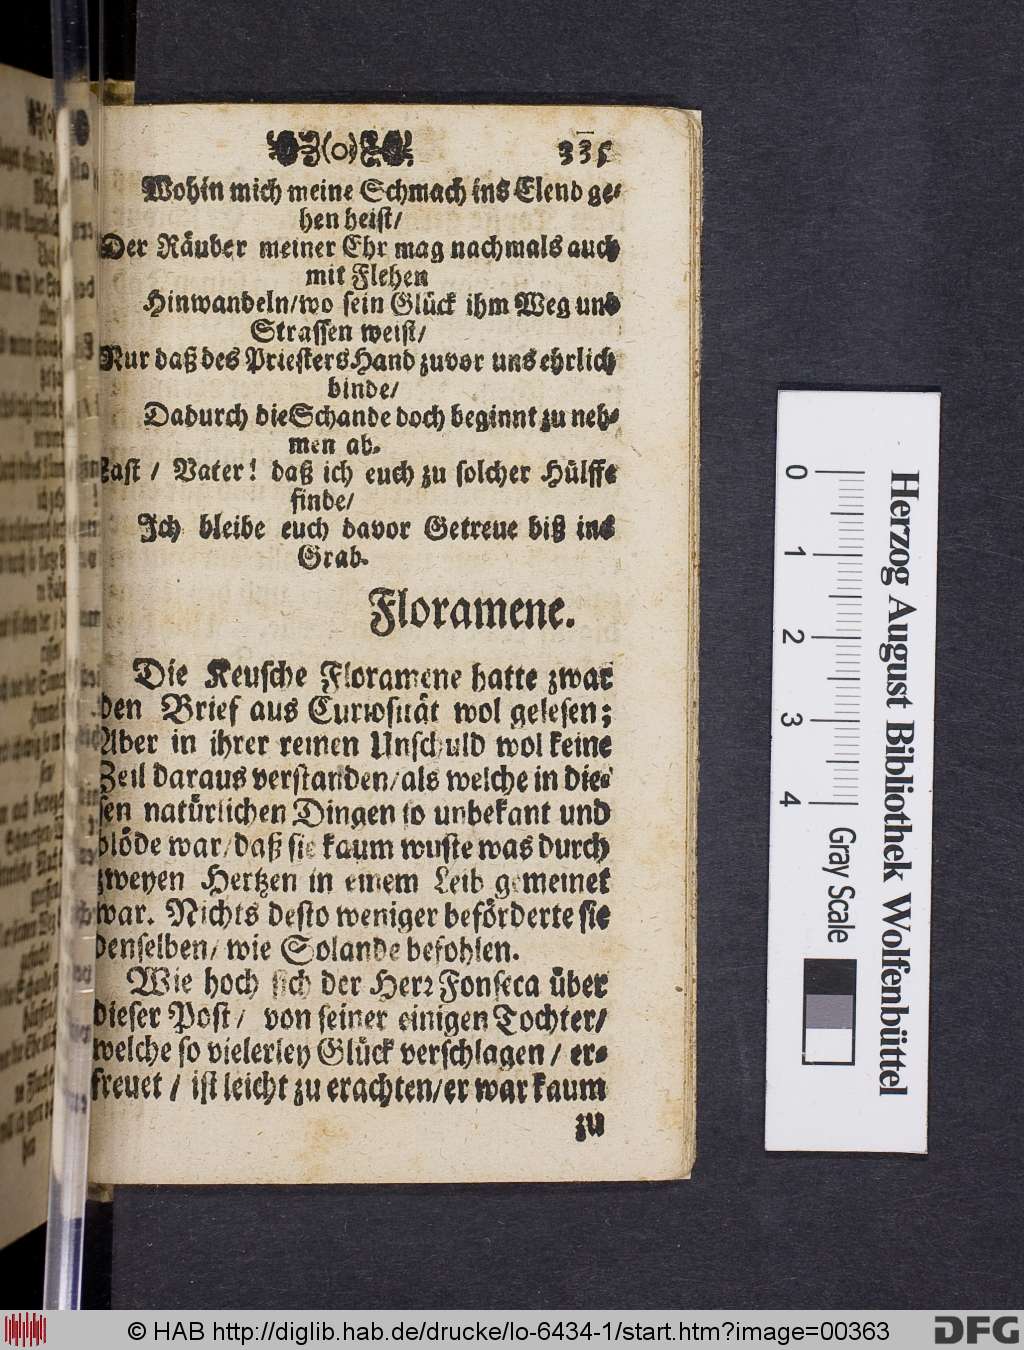 (o) 335
Wohin mich meine Schmach ins Elend ge-
hen heist/
Der Räuber meiner Ehr mag nachmals auch
mit Flehen
Hinwandeln/wo sein Glück ihm Weg und
Strassen weist/
Nur daß des Priesters Hand zuvor uns ehrlich
binde/
Dadurch die Schande doch beginnt zu neh-
men ab.
Last / Vater! daß ich euch zu solcher Hülffe
finde/
Ich bleibe euch davor Getreue biß ins
Grab.
Floramene.
Die Keusche Floramene hatte zwar
den Brief aus Curiosität wol gelesen;
Aber in ihrer reinen Unschuld wol keine
Zeil daraus verstanden/als welche in die-
sen natürlichen Dingen so unbekant und
blöde war/daß sie kaum wuste was durch
zweyen Hertzen in einem Leib gemeinet
war. Nichts desto weniger beförderte sie
denselben/ wie Solande befohlen.
Wie hoch sich der Herr Fonseca über
dieser Post/ von seiner einigen Tochter/
welche so vielerley Glück verschlagen / er-
freuet / ist leicht zu erachten/er war kaum
zu
0 1 2 3 4
Herzog August Bibliothek Wolfenbüttel
Gray Scale
© HAB http://diglib.hab.de/drucke/lo-6434-1/start.htm?image=00363
DFG